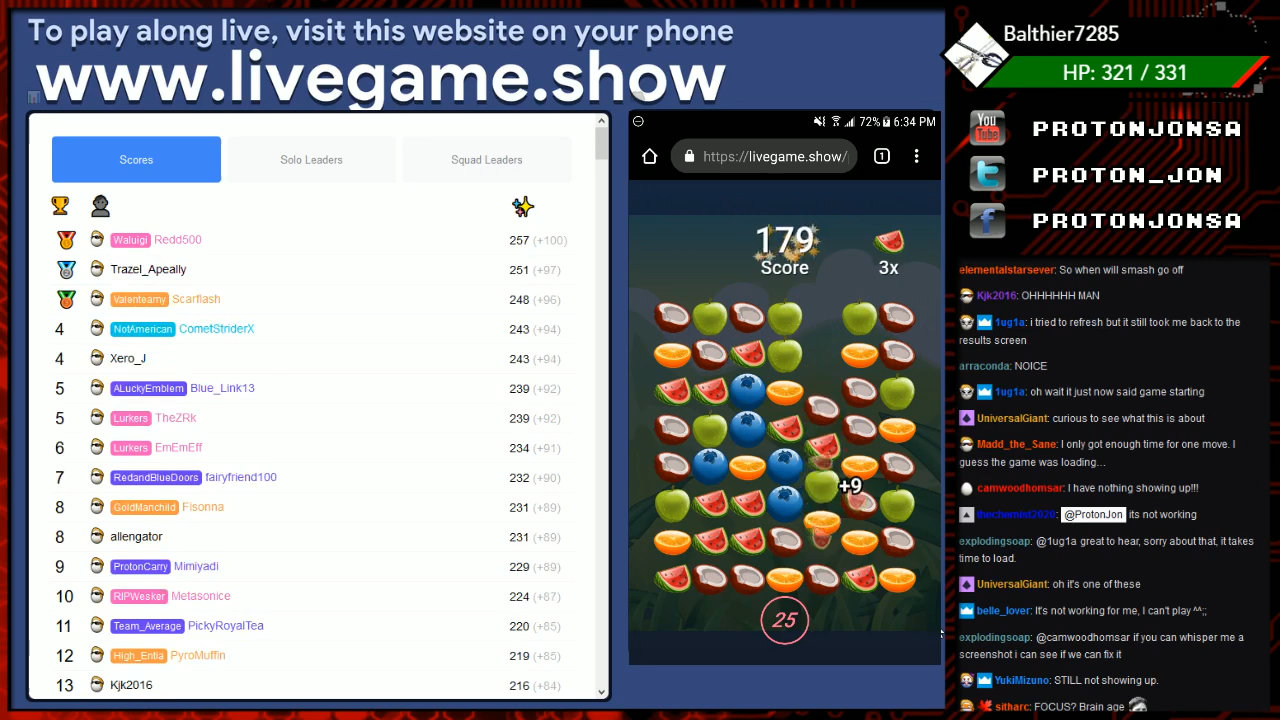 To play along live, visit this website on your phone
www.livegame.show
Scores
Solo Leaders
Squad Leaders
Waluigi Redd500 257 (+100)
Trazel_Apeally 251 (+97)
Valenteamy Scarflash 248 (+96)
4 NotAmerican CometStriderX 243 (+94)
4 Xero_J 243 (+94)
5 ALuckyEmblem Blue_Link13 239 (+92)
5 Lurkers TheZRk 239 (+92)
6 Lurkers EmEmEff 234 (+91)
7 RedandBlueDoors fairyfriend100 232 (+90)
8 GoldManchild Fisonna 231 (+89)
8 allengator 231 (+89)
9 ProtonCarry Mimiyadi 229 (+89)
10 RIPWesker Metasonice 224 (+87)
11 Team_Average PickyRoyalTea 220 (+85)
12 High_Entia PyroMuffin 219 (+85)
13 Kjk2016 216 (+84)
72% 6:34 PM
https://livegame.show/
1
179
Score
3x
+9
25
Balthier7285
HP: 321 / 331
You Tube PROTONJONSA
PROTON_JON
PROTONJONSA
elementalstarsever: So when will smash go off
Kjk2016: OHHHHHH MAN
1ug1a: i tried to refresh but it still took me back to the
results screen
arraconda: NOICE
1ug1a: oh wait it just now said game starting
UniversalGiant: curious to see what this is about
Madd_the_Sane: I only got enough time for one move. I
guess the game was loading…
camwoodhomsar: I have nothing showing up!!!
thechemist2020: @ProtonJon its not working
explodingsoap: @1ug1a great to hear, sorry about that, it takes
time to load.
UniversalGiant: oh it's one of these
belle_lover: It's not working for me, I can't play ^^;;
explodingsoap: @camwoodhomsar if you can whisper me a
screenshot i can see if we can fix it
YukiMizuno: STILL not showing up.
sitharc: FOCUS? Brain age